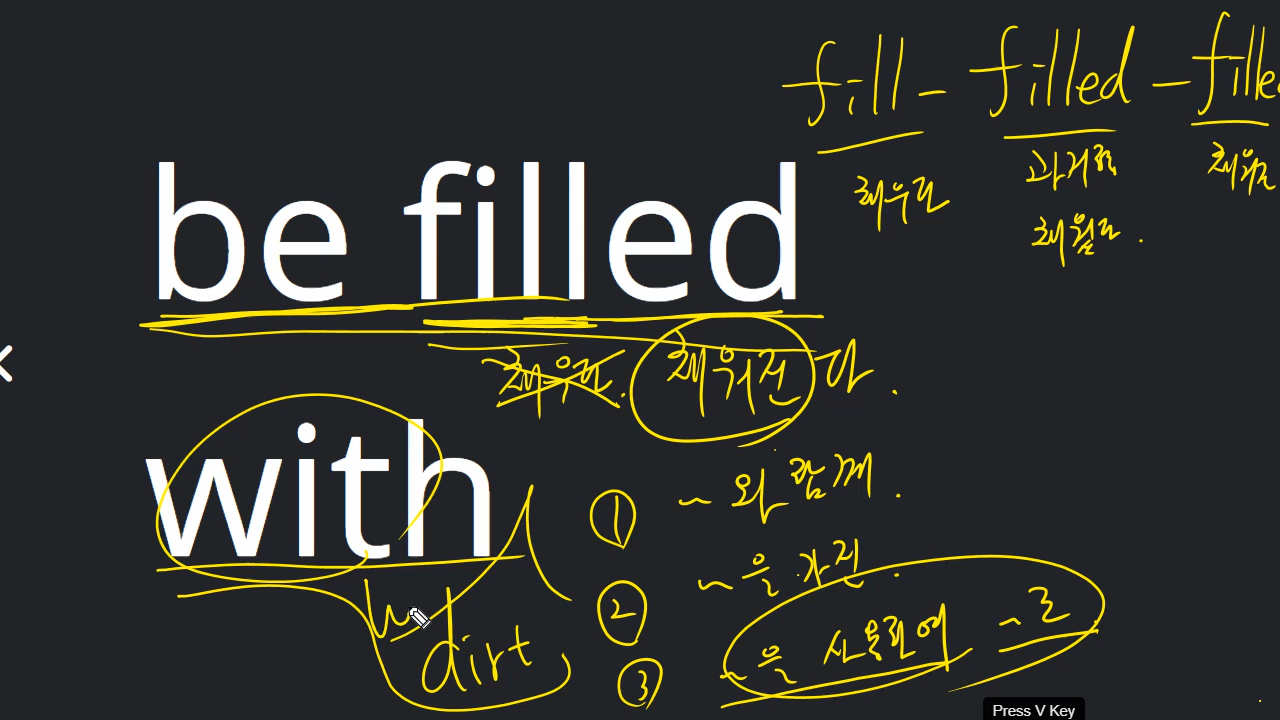 fill - filled - filled
채우다 과거형 채워진
채웠다.
be filled
채우다. 채워진 다.
with
① ~ 와 함께.
② ~ 을 가진.
③ ~ 을 사용하여 ~ 로
dirt
Press V Key